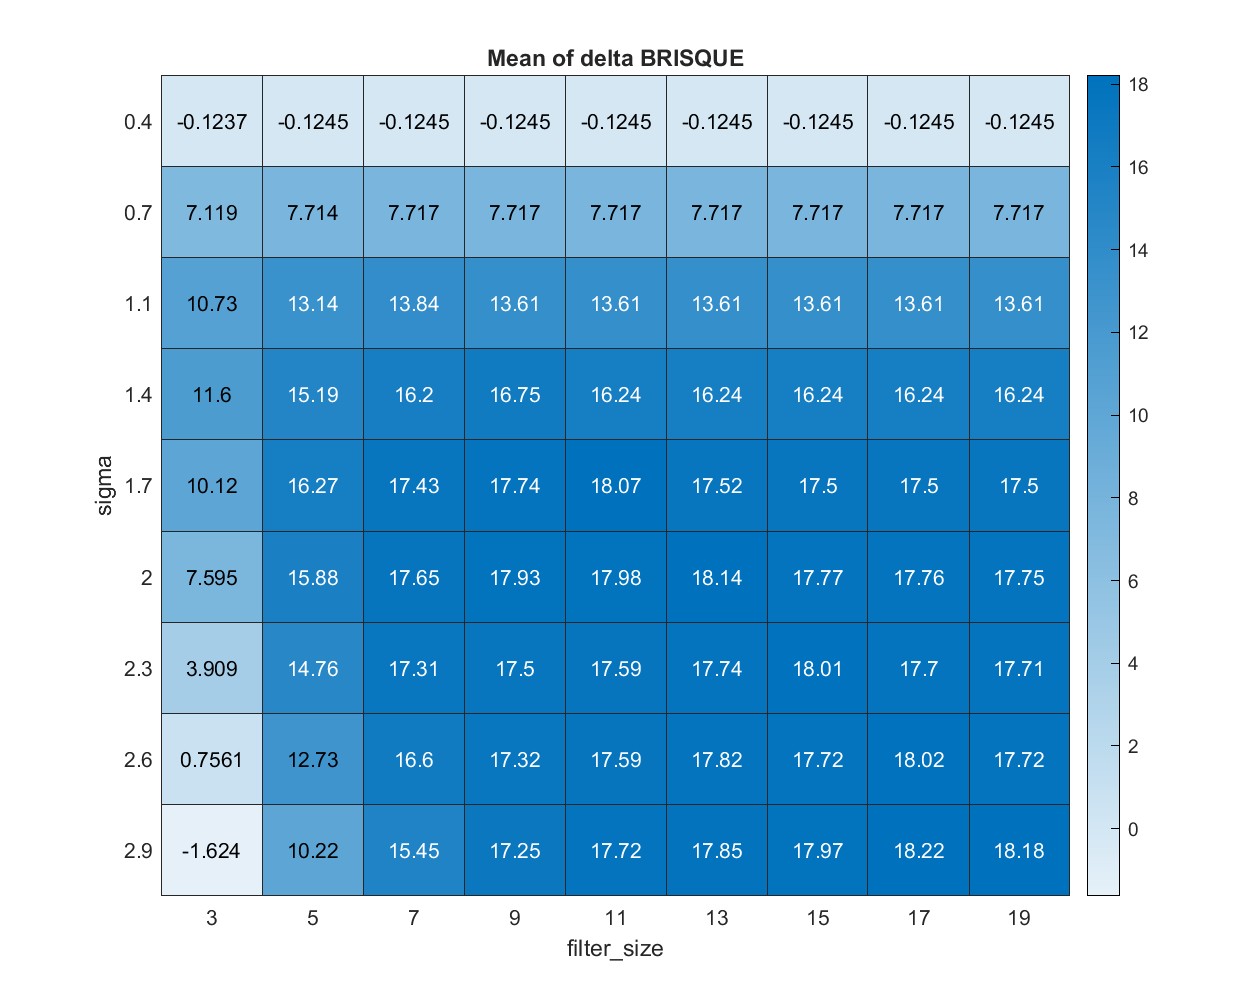 Mean of delta BRISQUE
0.4 -0.1237 -0.1245 -0.1245 -0.1245 -0.1245 -0.1245 -0.1245 -0.1245 -0.1245
0.7 7.119 7.714 7.717 7.717 7.717 7.717 7.717 7.717 7.717
1.1 10.73 13.14 13.84 13.61 13.61 13.61 13.61 13.61 13.61
1.4 11.6 15.19 16.2 16.75 16.24 16.24 16.24 16.24 16.24
sigma
1.7 10.12 16.27 17.43 17.74 18.07 17.52 17.5 17.5 17.5
2 7.595 15.88 17.65 17.93 17.98 18.14 17.77 17.76 17.75
2.3 3.909 14.76 17.31 17.5 17.59 17.74 18.01 17.7 17.71
2.6 0.7561 12.73 16.6 17.32 17.59 17.82 17.72 18.02 17.72
2.9 -1.624 10.22 15.45 17.25 17.72 17.85 17.97 18.22 18.18
3 5 7 9 11 13 15 17 19
filter_size
18
16
14
12
10
8
6
4
2
0